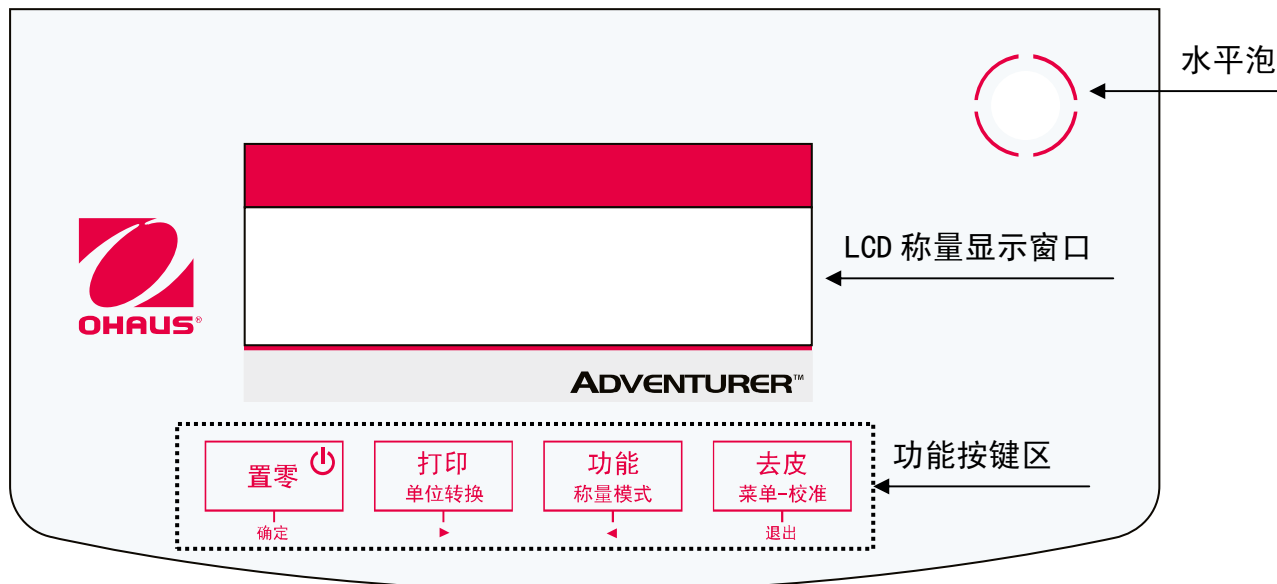 水平泡
LCD 称量显示窗口
OHAUS®
ADVENTURER™
置零
打印
功能
去皮
单位转换
称量模式
菜单-校准
功能按键区
确定
▶
◀
退出